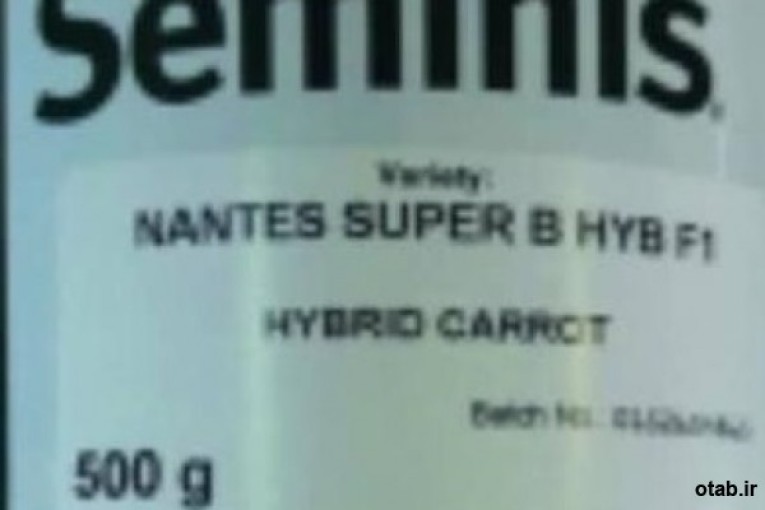 Seminis
Variety:
NANTES SUPER B HYB F1
HYBRID CARROT
Batch No.
500 g
otab.ir